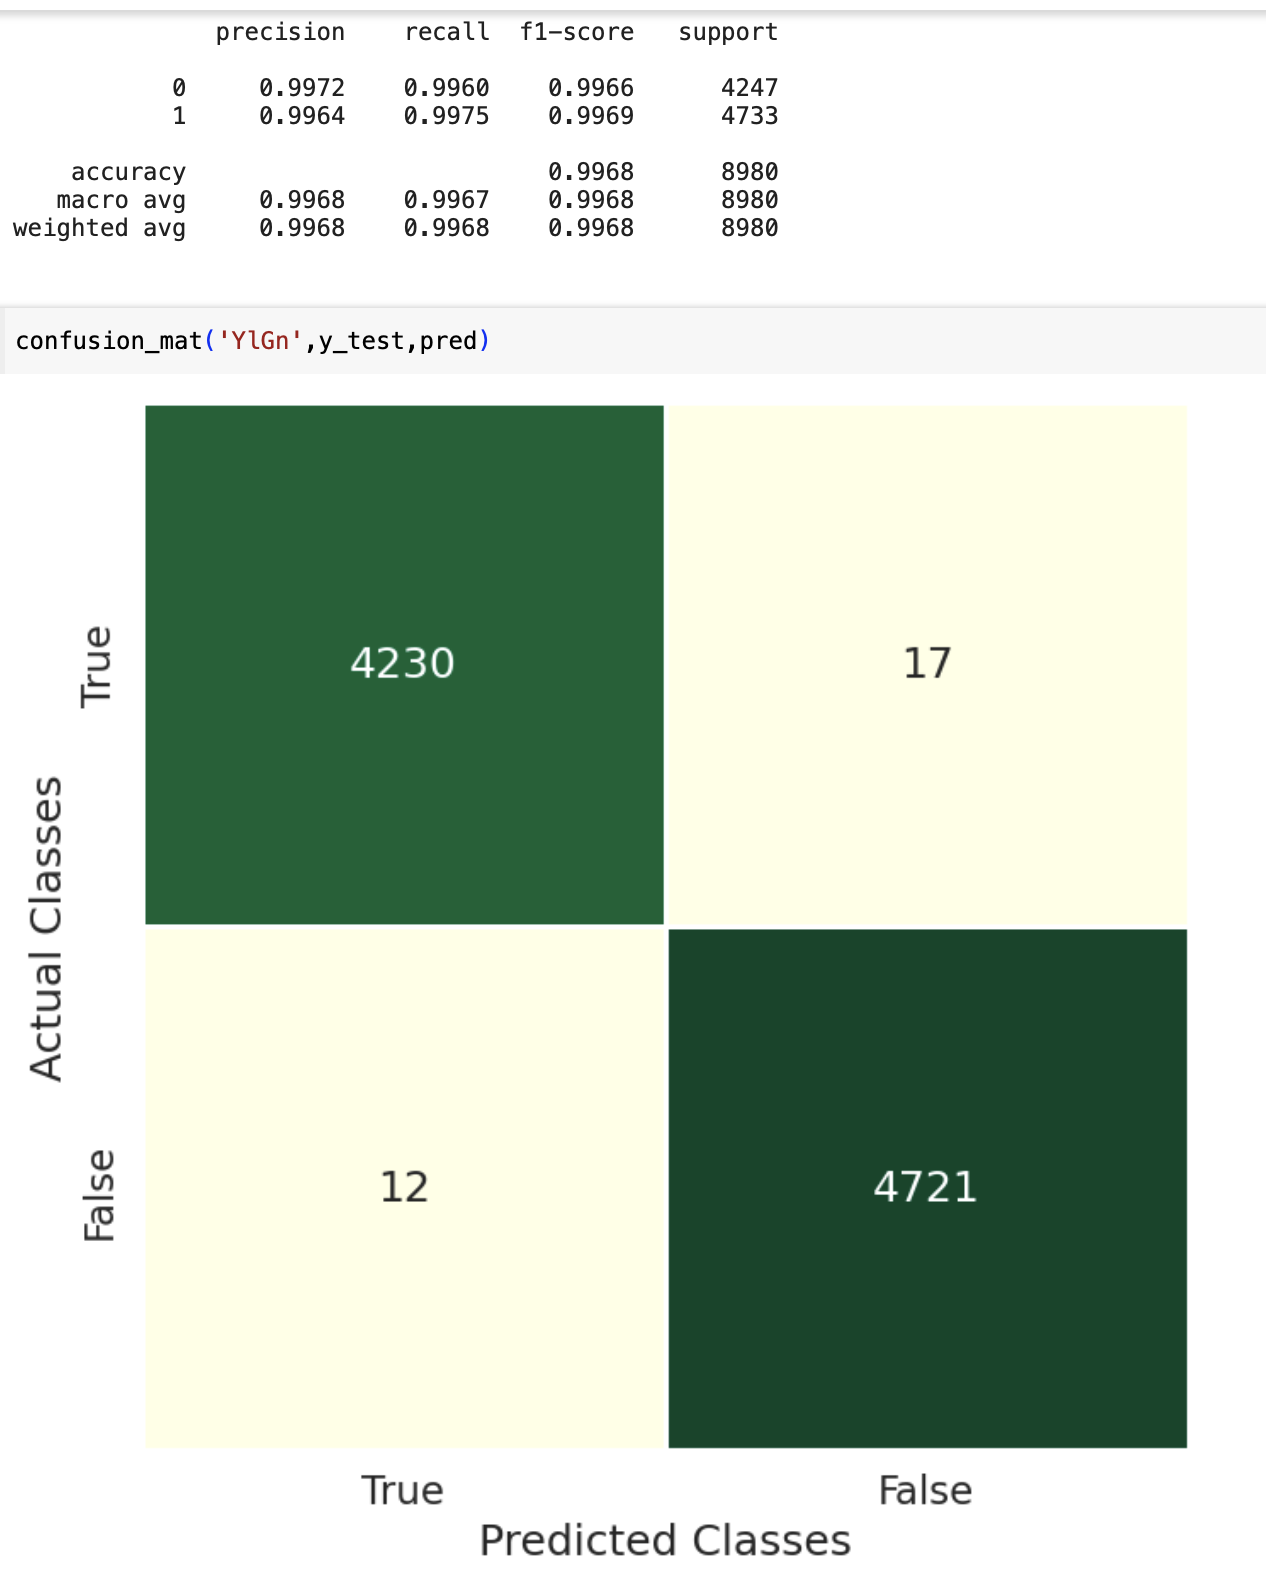 precision recall f1-score support
0 0.9972 0.9960 0.9966 4247
1 0.9964 0.9975 0.9969 4733
accuracy 0.9968 8980
macro avg 0.9968 0.9967 0.9968 8980
weighted avg 0.9968 0.9968 0.9968 8980
confusion_mat('YlGn',y_test,pred)
Actual Classes
True
4230 17
False
12 4721
True False
Predicted Classes